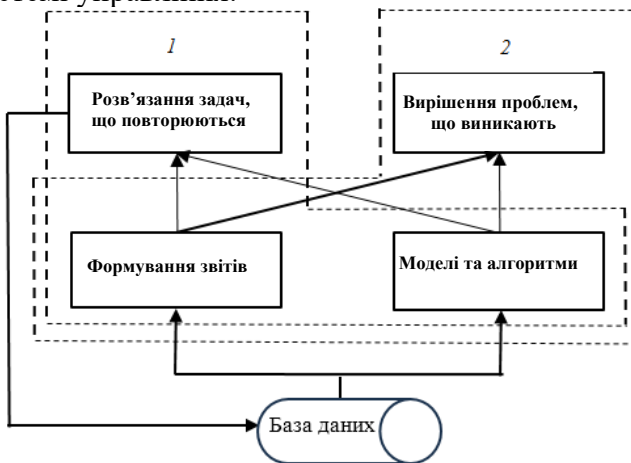 1
2
Розв’язання задач,
що повторюються
Вирішення проблем,
що виникають
Формування звітів
Моделі та алгоритми
База даних